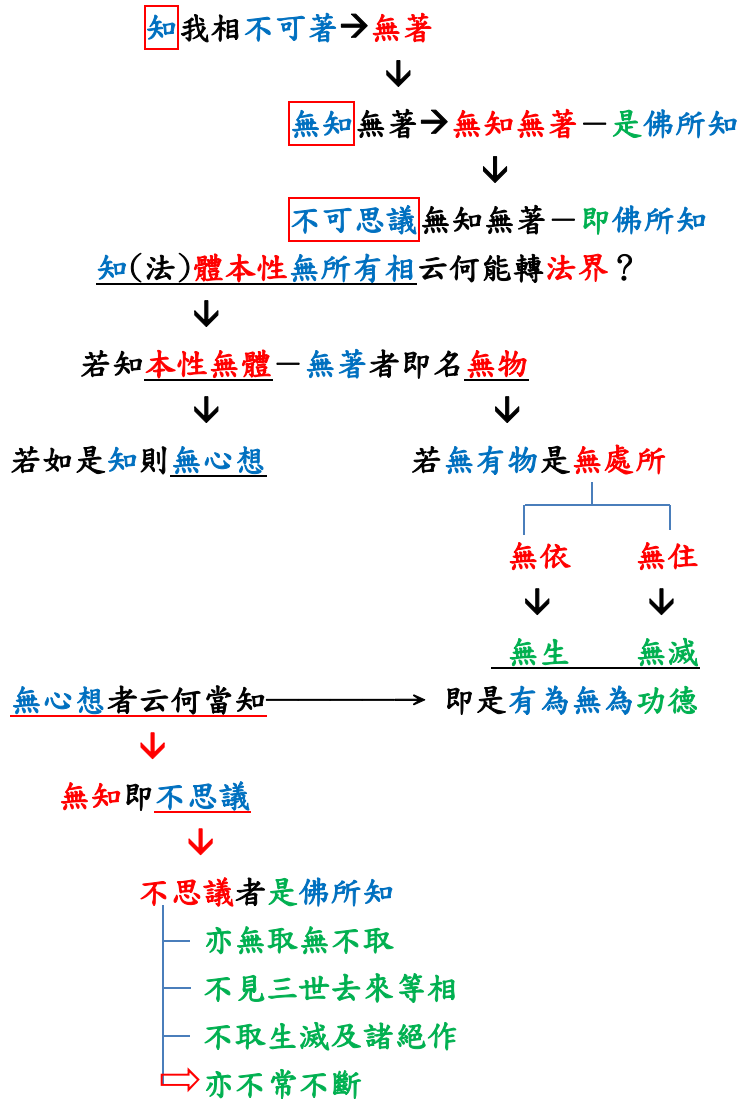 知我相不可著→無著
↓
無知無著→無知無著－是佛所知
↓
不可思議無知無著－即佛所知
知(法)體本性無所有相云何能轉法界？
↓
若知本性無體－無著者即名無物
↓ ↓
若如是知則無心想 若無有物是無處所
無依 無住
↓ ↓
無生 無滅
無心想者云何當知→ 即是有為無為功德
↓
無知即不思議
↓
不思議者是佛所知
亦無取無不取
不見三世去來等相
不取生滅及諸絕作
亦不常不斷